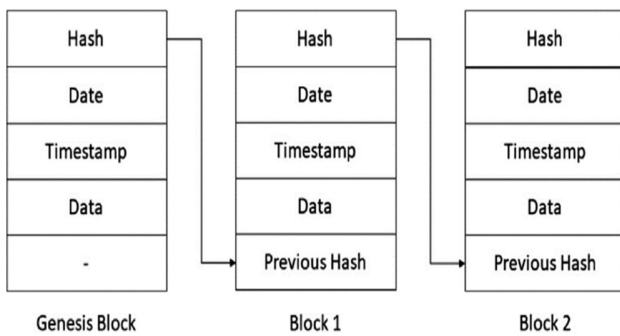 Hash
Date
Timestamp
Data
-
Genesis Block
Hash
Date
Timestamp
Data
Previous Hash
Block 1
Hash
Date
Timestamp
Data
Previous Hash
Block 2